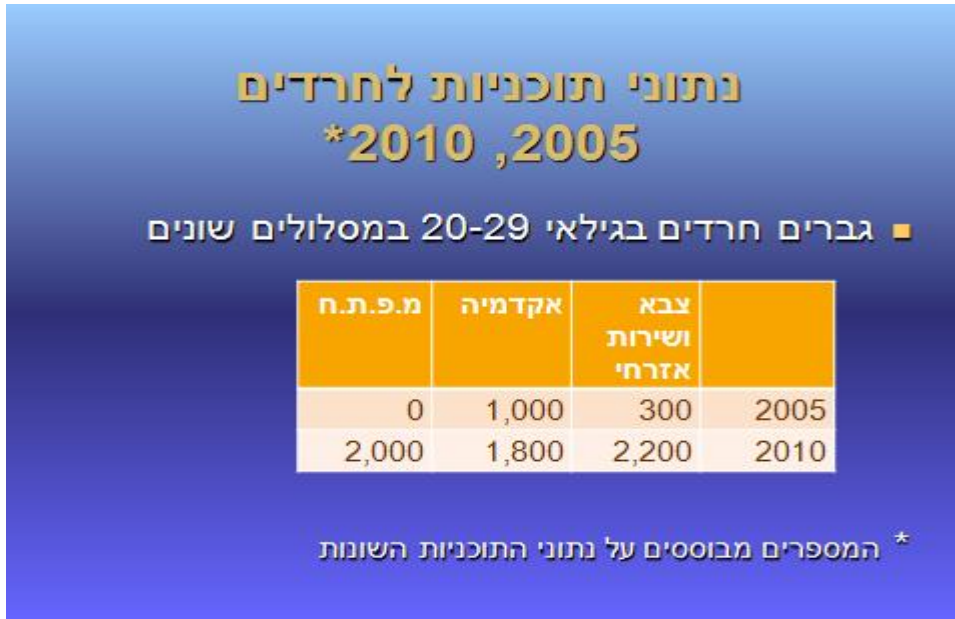 נתוני תוכניות לחרדים
2005, 2010*
גברים חרדים בגילאי 20-29 במסלולים שונים
צבא ושירות אזרחי אקדמיה מ.פ.ת.ח
2005 300 1,000 0
2010 2,200 1,800 2,000
* המספרים מבוססים על נתוני התוכניות השונות